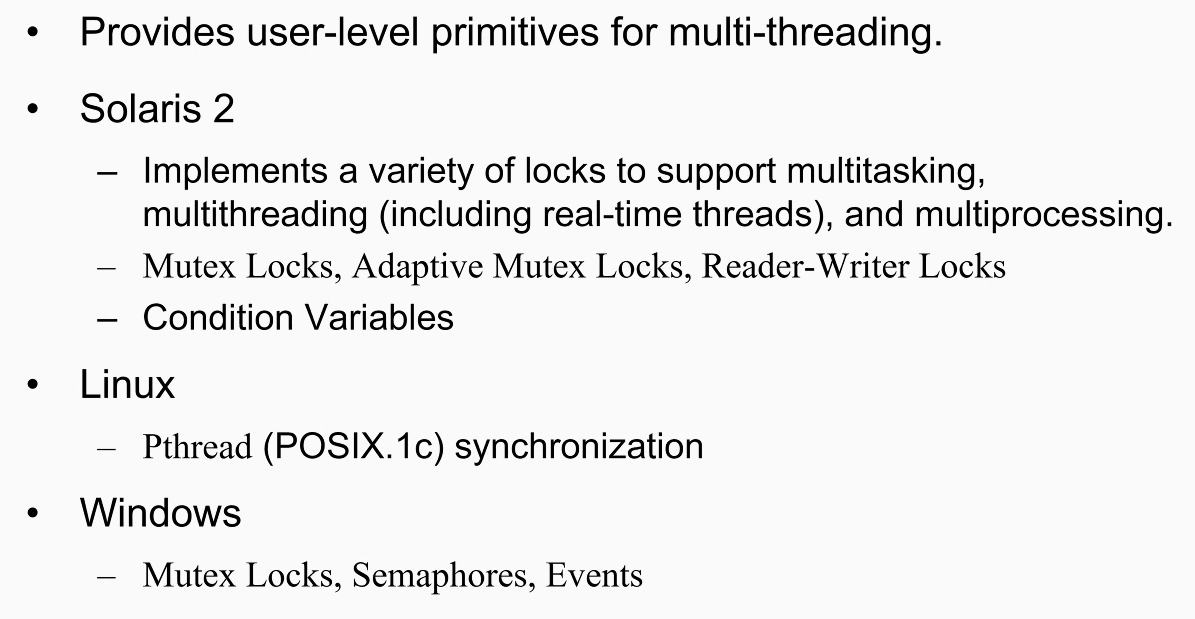 • Provides user-level primitives for multi-threading.
• Solaris 2
– Implements a variety of locks to support multitasking,
multithreading (including real-time threads), and multiprocessing.
– Mutex Locks, Adaptive Mutex Locks, Reader-Writer Locks
– Condition Variables
• Linux
– Pthread (POSIX.1c) synchronization
• Windows
– Mutex Locks, Semaphores, Events